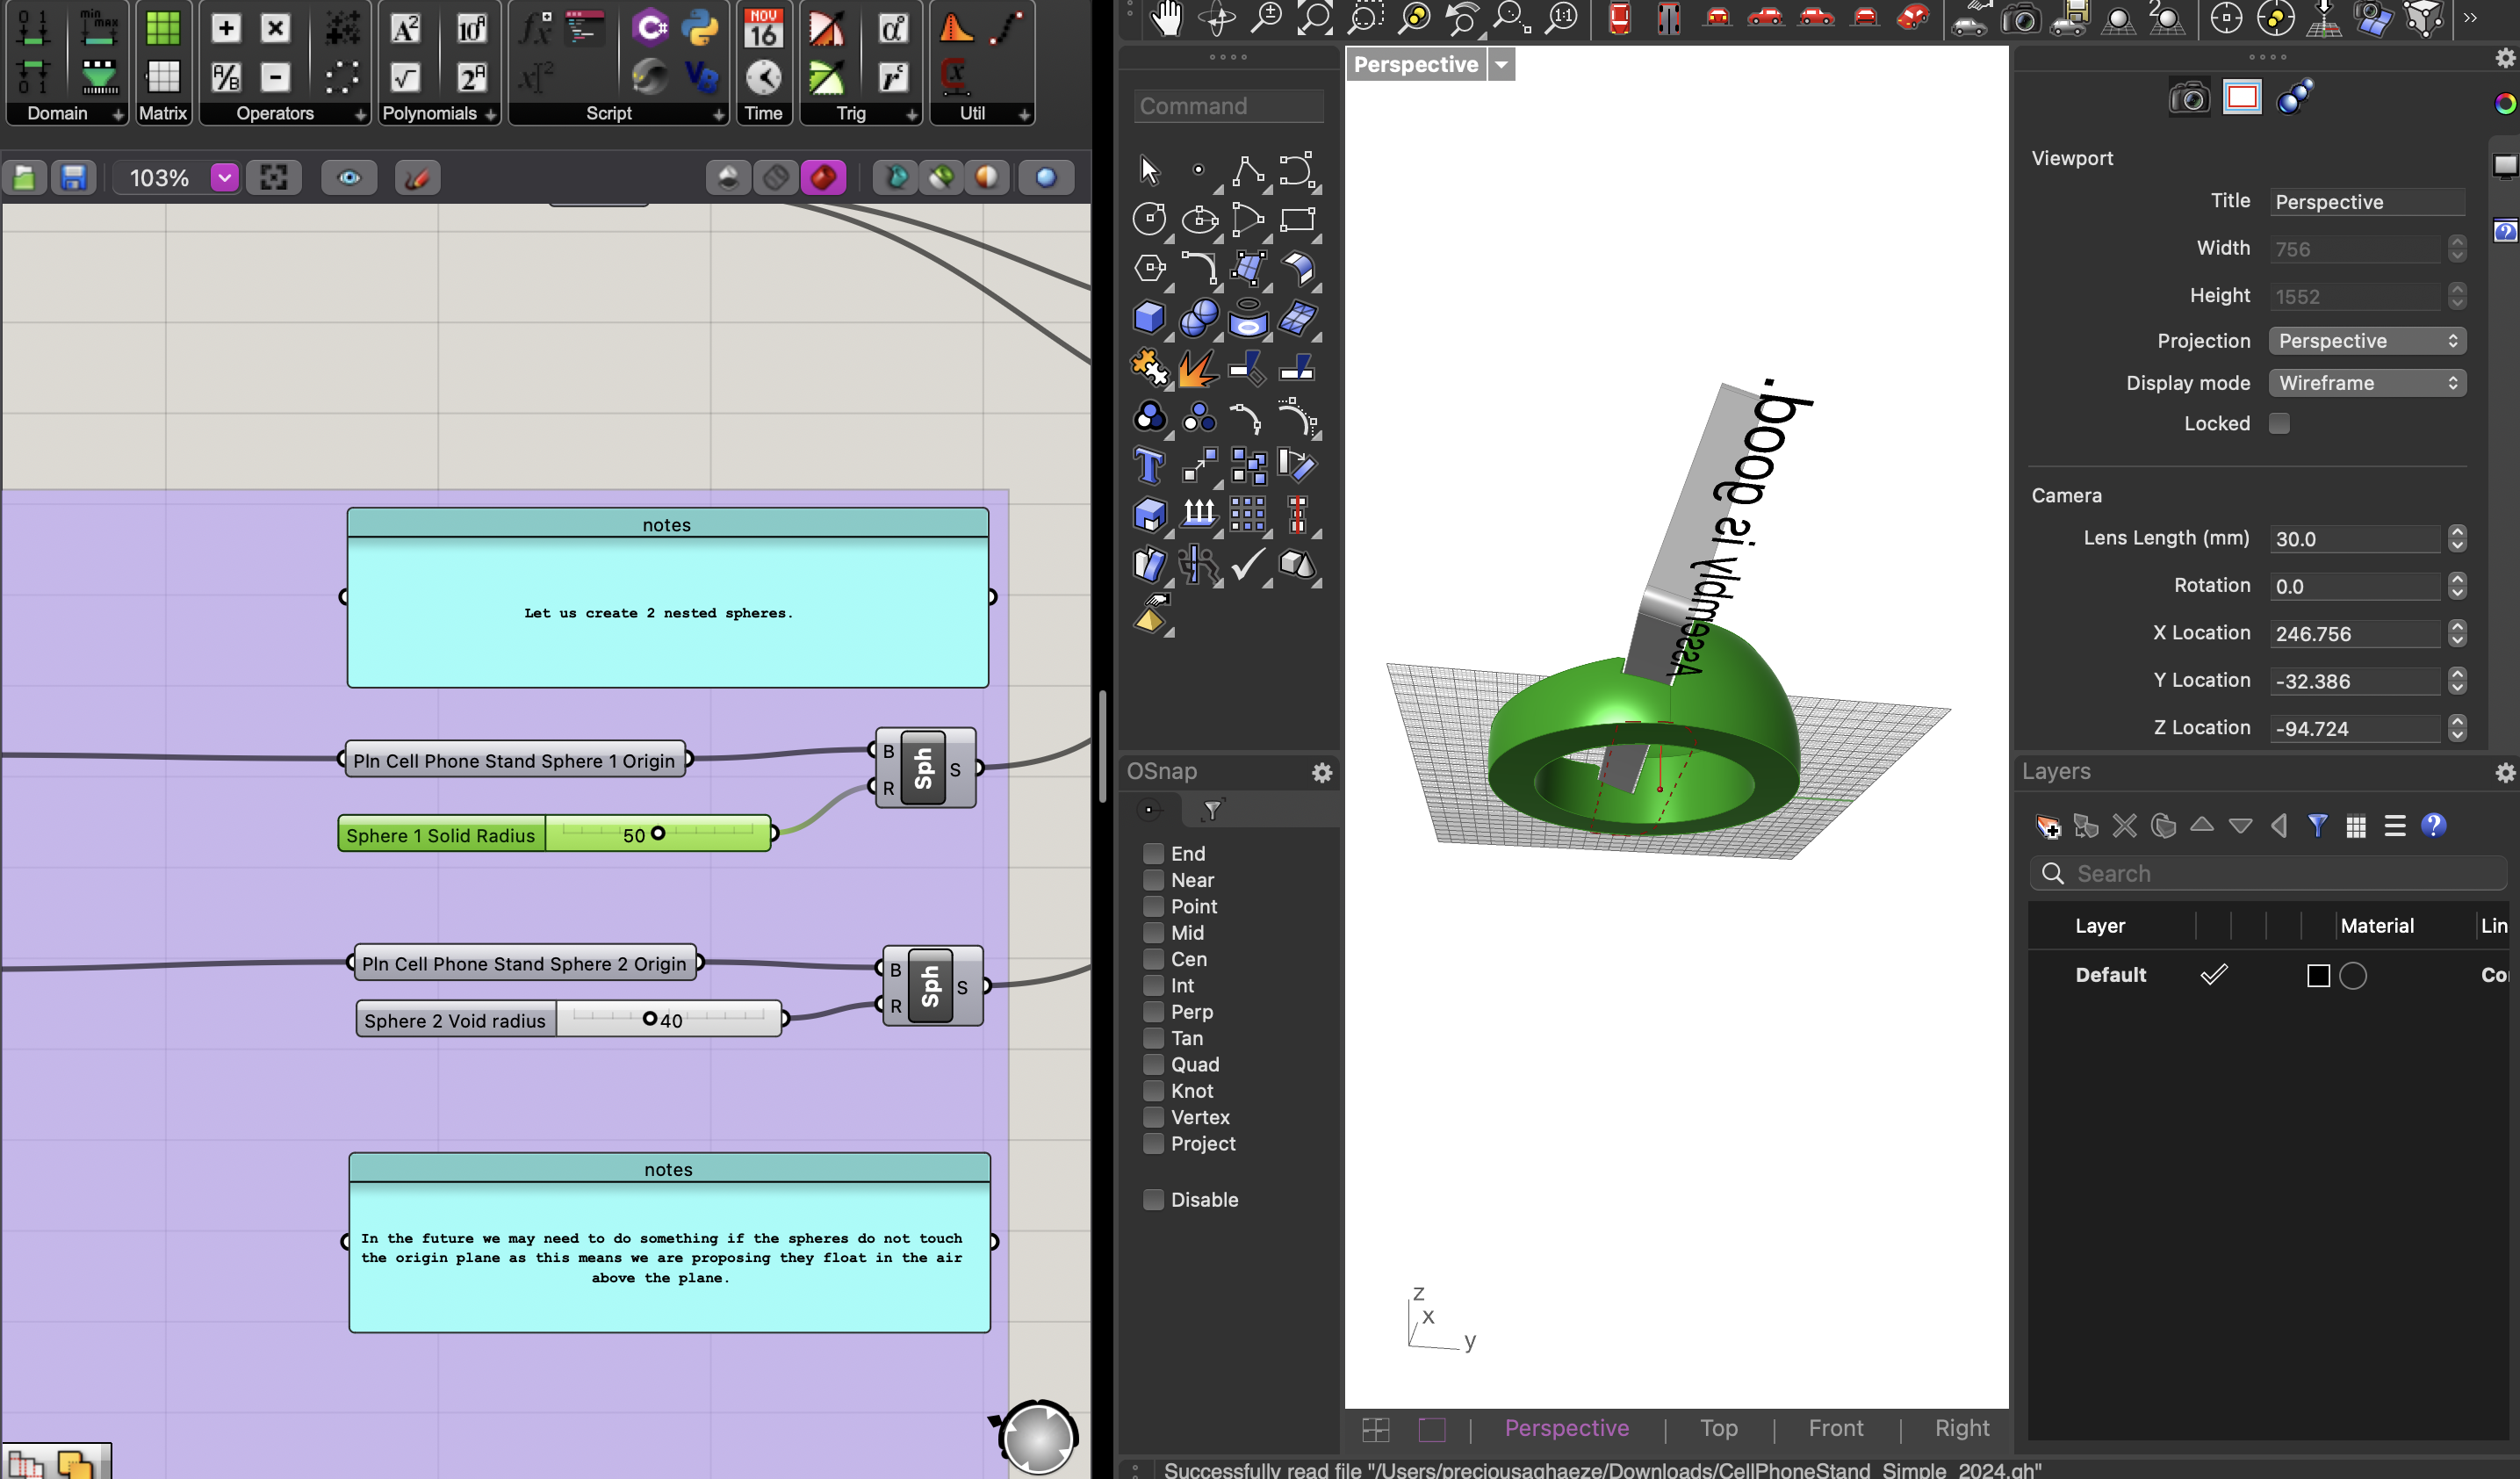 Domain
Matrix
Operators
Polynomials
Script
Time
Trig
Util
NOV
16
103%
notes
Let us create 2 nested spheres.
Pln Cell Phone Stand Sphere 1 Origin
B
R
Sph
S
Sphere 1 Solid Radius
50
Pln Cell Phone Stand Sphere 2 Origin
B
R
Sph
S
Sphere 2 Void radius
40
notes
In the future we may need to do something if the spheres do not touch
the origin plane as this means we are proposing they float in the air
above the plane.
Command
OSnap
End
Near
Point
Mid
Cen
Int
Perp
Tan
Quad
Knot
Vertex
Project
Disable
Perspective
Assembly is good.
z
x
y
Perspective
Top
Front
Right
Successfully read file "/Users/preciousaghaeze/Downloads/CellPhoneStand_Simple_2024.gh"
Viewport
Title
Perspective
Width
756
Height
1552
Projection
Perspective
Display mode
Wireframe
Locked
Camera
Lens Length (mm)
30.0
Rotation
0.0
X Location
246.756
Y Location
-32.386
Z Location
-94.724
Layers
Search
Layer
Material
Lin
Default
Co